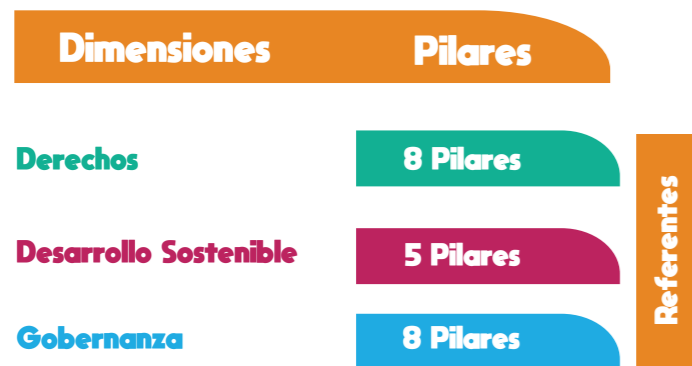 Dimensiones Pilares
Derechos 8 Pilares
Desarrollo Sostenible 5 Pilares
Gobernanza 8 Pilares
Referentes